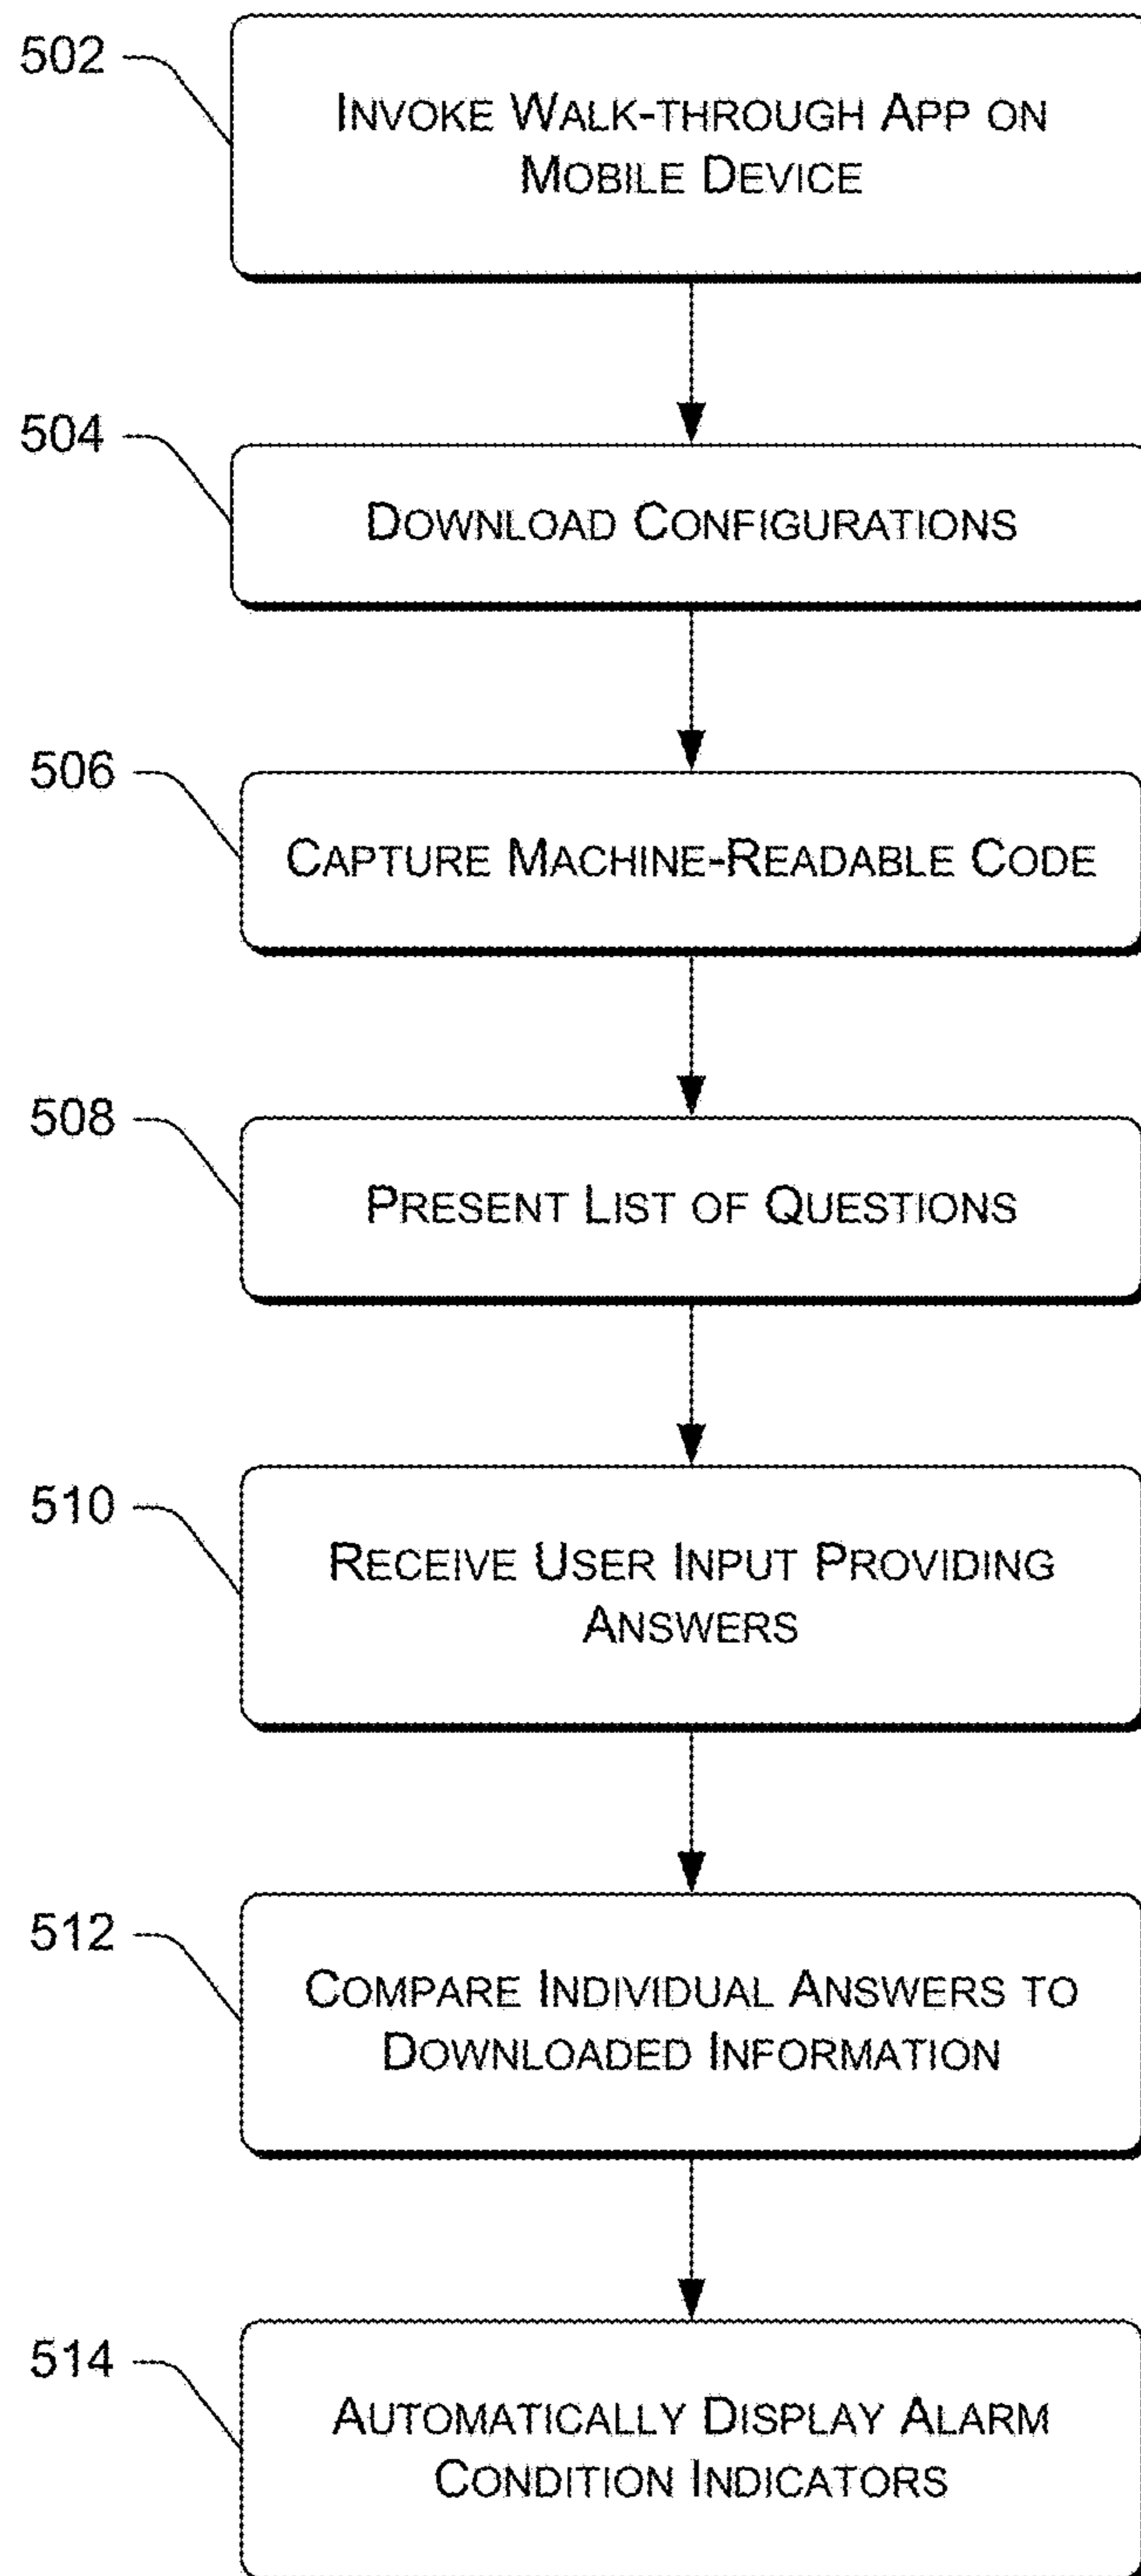 502
INVOKE WALK-THROUGH APP ON
MOBILE DEVICE
504
DOWNLOAD CONFIGURATIONS
506
CAPTURE MACHINE-READABLE CODE
508
PRESENT LIST OF QUESTIONS
510
RECEIVE USER INPUT PROVIDING
ANSWERS
512
COMPARE INDIVIDUAL ANSWERS TO
DOWNLOADED INFORMATION
514
AUTOMATICALLY DISPLAY ALARM
CONDITION INDICATORS